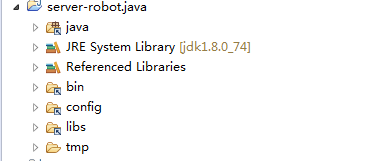 server-robot.java
java
JRE System Library [jdk1.8.0_74]
Referenced Libraries
bin
config
libs
tmp